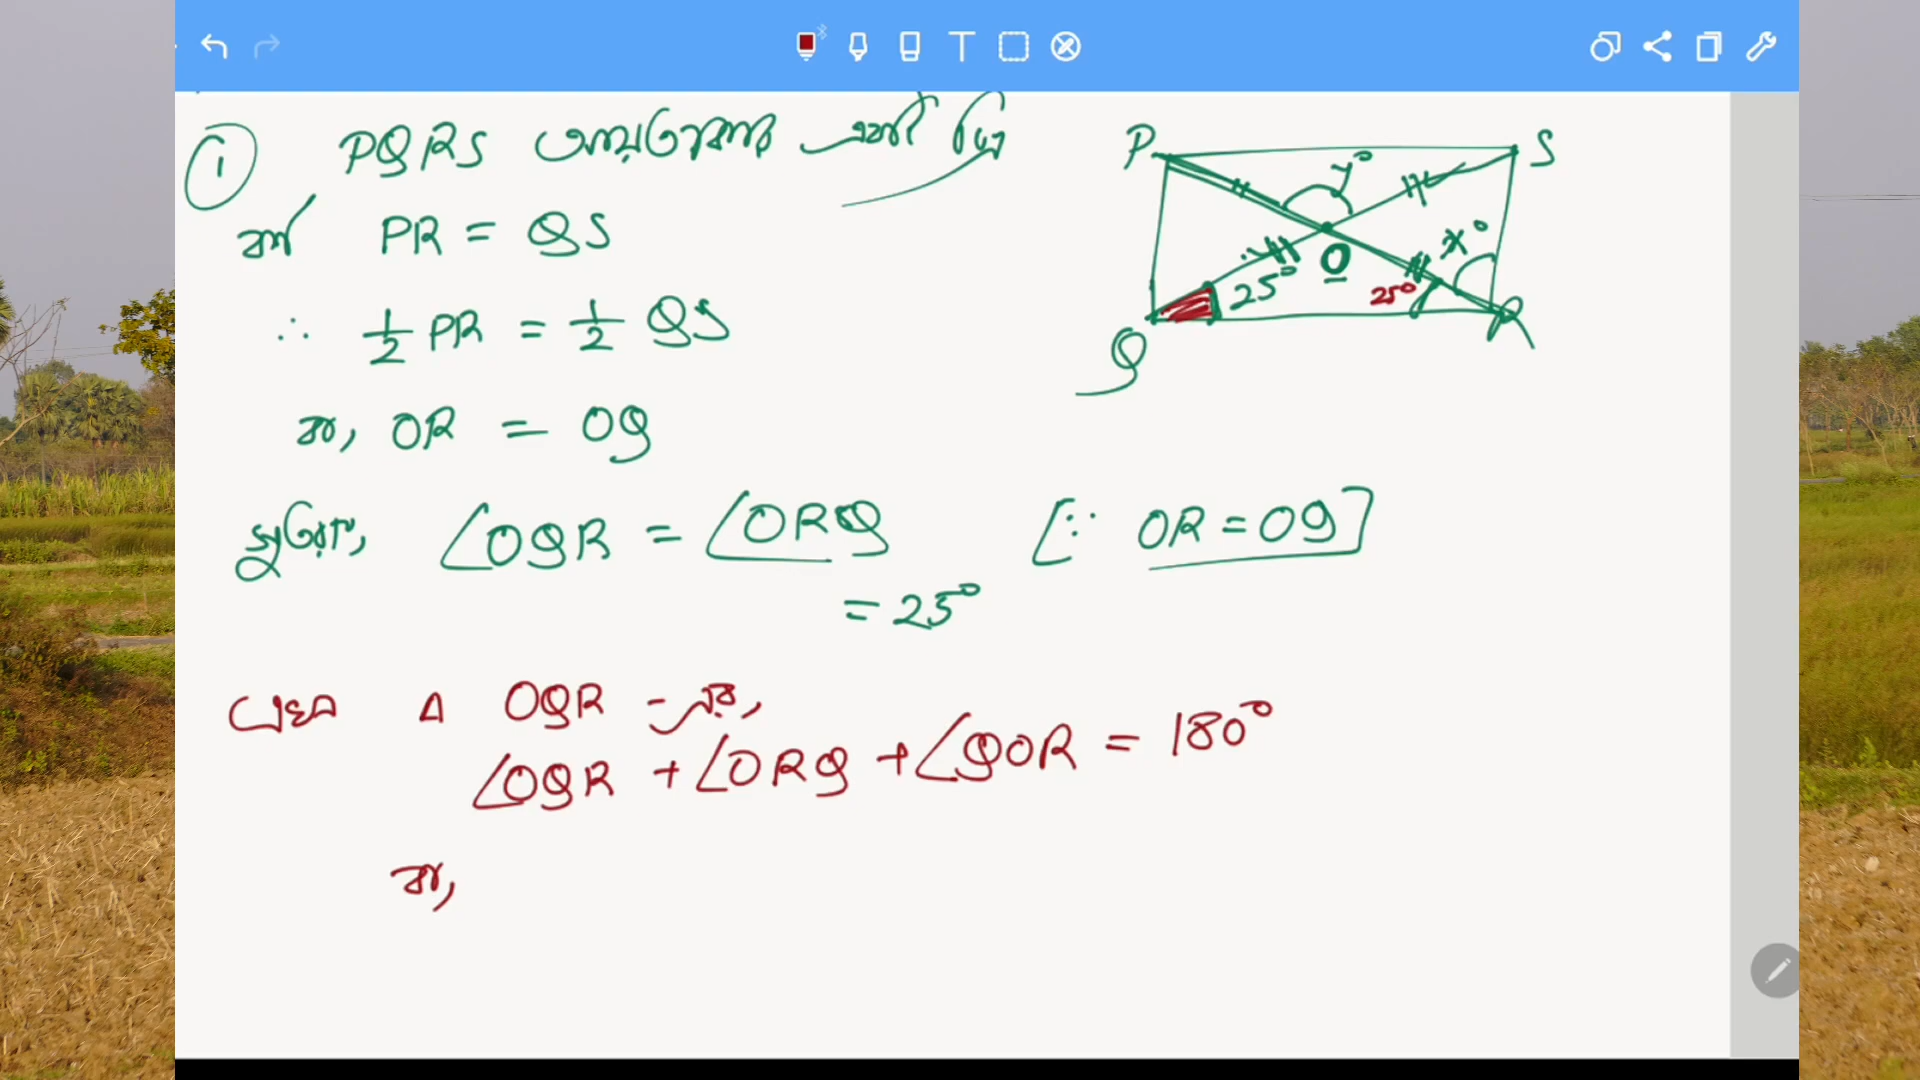 ① PQRS আয়তাকার একটি চিত্র
কর্ণ PR = QS
∴ 1/2 PR = 1/2 QS
বা, OR = OQ
সুতরাং, ∠OQR = ∠ORQ [∵ OR = OQ]
= 25°
এখন Δ OQR -এর,
∠OQR + ∠ORQ + ∠QOR = 180°
বা,
P
S
y°
x°
O
25°
25°
Q
R